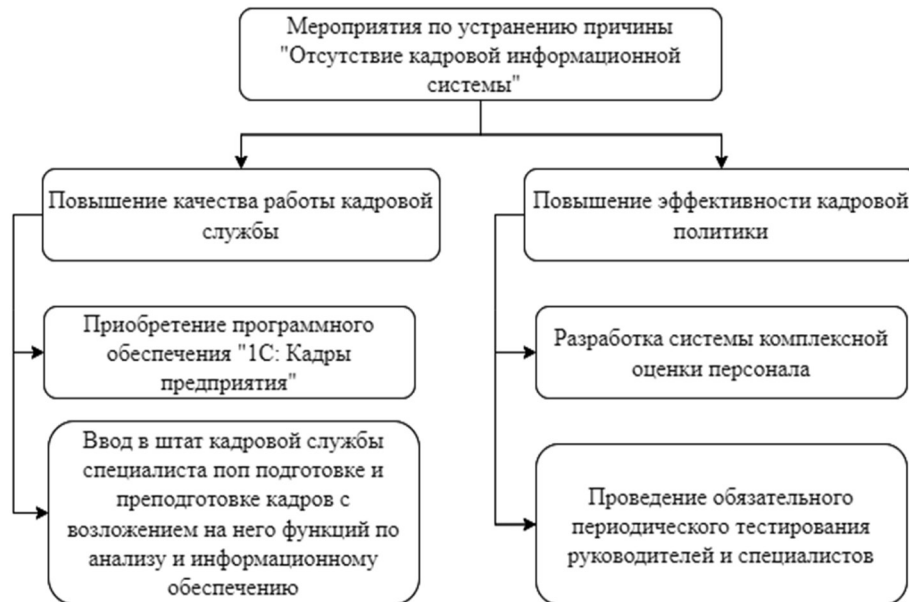 Мероприятия по устранению причины
"Отсутствие кадровой информационной
системы"
Повышение качества работы кадровой
службы
Повышение эффективности кадровой
политики
Приобретение программного
обеспечения "1С: Кадры
предприятия"
Разработка системы комплексной
оценки персонала
Ввод в штат кадровой службы
специалиста поп подготовке и
преподготовке кадров с
возложением на него функций по
анализу и информационному
обеспечению
Проведение обязательного
периодического тестирования
руководителей и специалистов